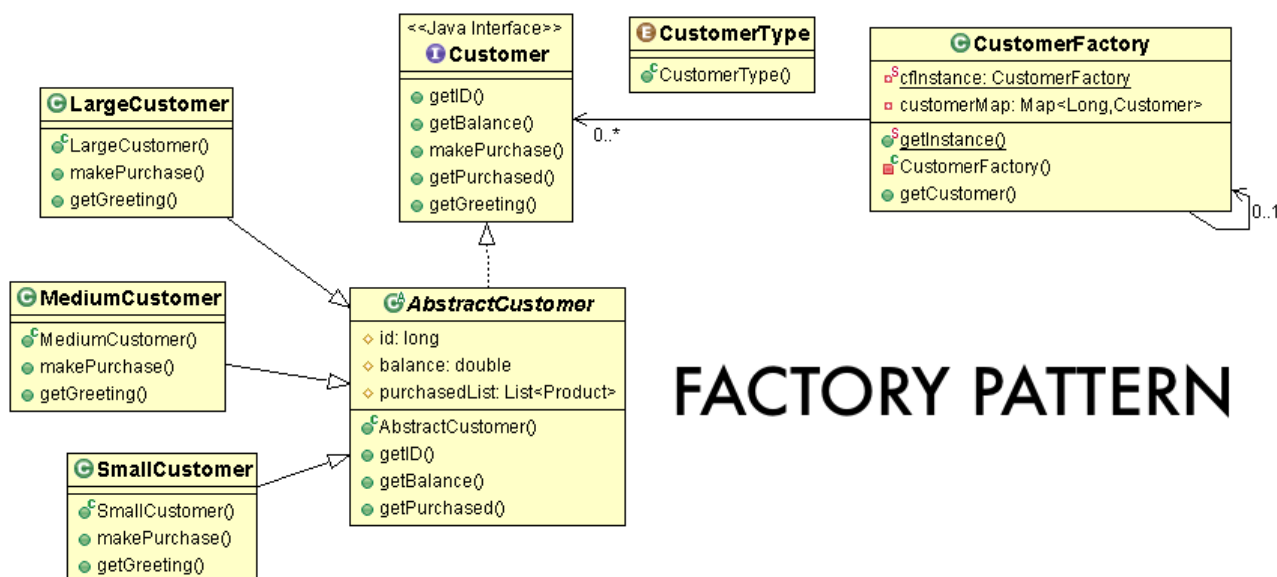 <<Java Interface>>
Customer
getID()
getBalance()
makePurchase()
getPurchased()
getGreeting()
CustomerType
CustomerType()
CustomerFactory
cfInstance: CustomerFactory
customerMap: Map<Long,Customer>
getInstance()
CustomerFactory()
getCustomer()
0..*
0..1
LargeCustomer
LargeCustomer()
makePurchase()
getGreeting()
MediumCustomer
MediumCustomer()
makePurchase()
getGreeting()
SmallCustomer
SmallCustomer()
makePurchase()
getGreeting()
AbstractCustomer
id: long
balance: double
purchasedList: List<Product>
AbstractCustomer()
getID()
getBalance()
getPurchased()
FACTORY PATTERN